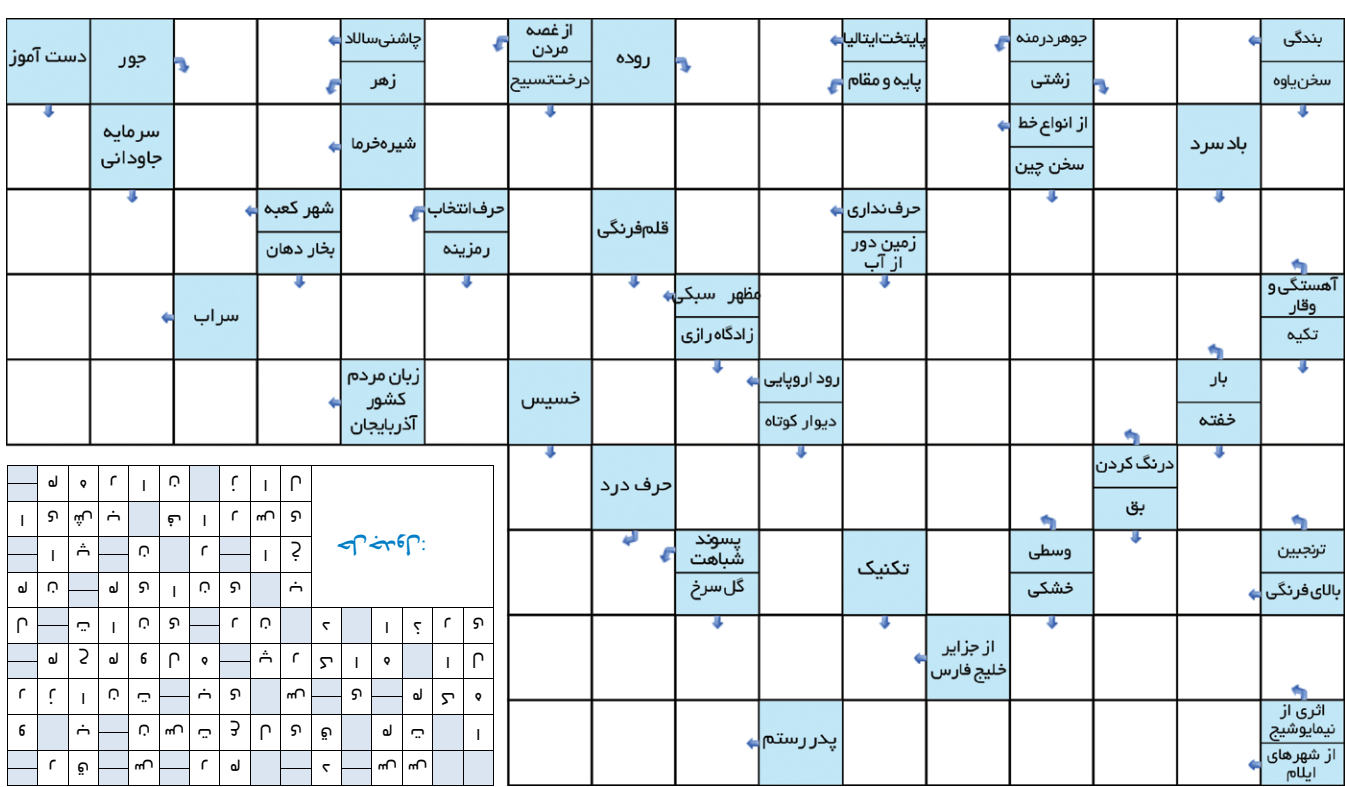 بندگی
سخن‌یاوه
جوهردرمنه
زشتی
پایتخت‌ایتالیا
پایه و مقام
روده
از غصه
مردن
درخت‌تسبیح
چاشنی‌سالاد
زهر
جور
دست آموز
باد سرد
از انواع خط
سخن چین
شیره‌خرما
سرمایه
جاودانی
حرف نداری
زمین دور
از آب
قلم‌فرنگی
حرف انتخاب
رمزینه
شهر کعبه
بخار دهان
آهستگی و
وقار
تکیه
مظهر سبکی
زادگاه رازی
سراب
بار
خفته
رود اروپایی
دیوار کوتاه
خسیس
زبان مردم
کشور
آذربایجان
درنگ کردن
بق
حرف درد
ترنجبین
بالای فرنگی
وسطی
خشکی
تکنیک
پسوند
شباهت
گل سرخ
از جزایر
خلیج فارس
اثری از
نیمایوشیج
از شهرهای
ایلام
پدر رستم
حل جدول:
ر ق س ر م د س س
و ب ن س ت ع ل ی ق م ت ا
ر ز ا ن ت ب ی س ی م ک ه
م ح م و ل ه پ ر ک ا ه ا ل
ل ت ا ن ی ر ن د ا ذ ر ی
م ن م ی ا ن ی ب
ا پ ن ر ا خ
ا ی ش ب ف ا ر س ی
م ه ر ا ن ز ا ل